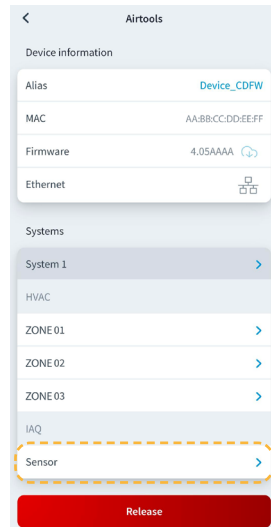 Airtools
Device information
Alias Device_CDFW
MAC AA:BB:CC:DD:EE:FF
Firmware 4.05AAAA
Ethernet
Systems
System 1
HVAC
ZONE 01
ZONE 02
ZONE 03
IAQ
Sensor
Release